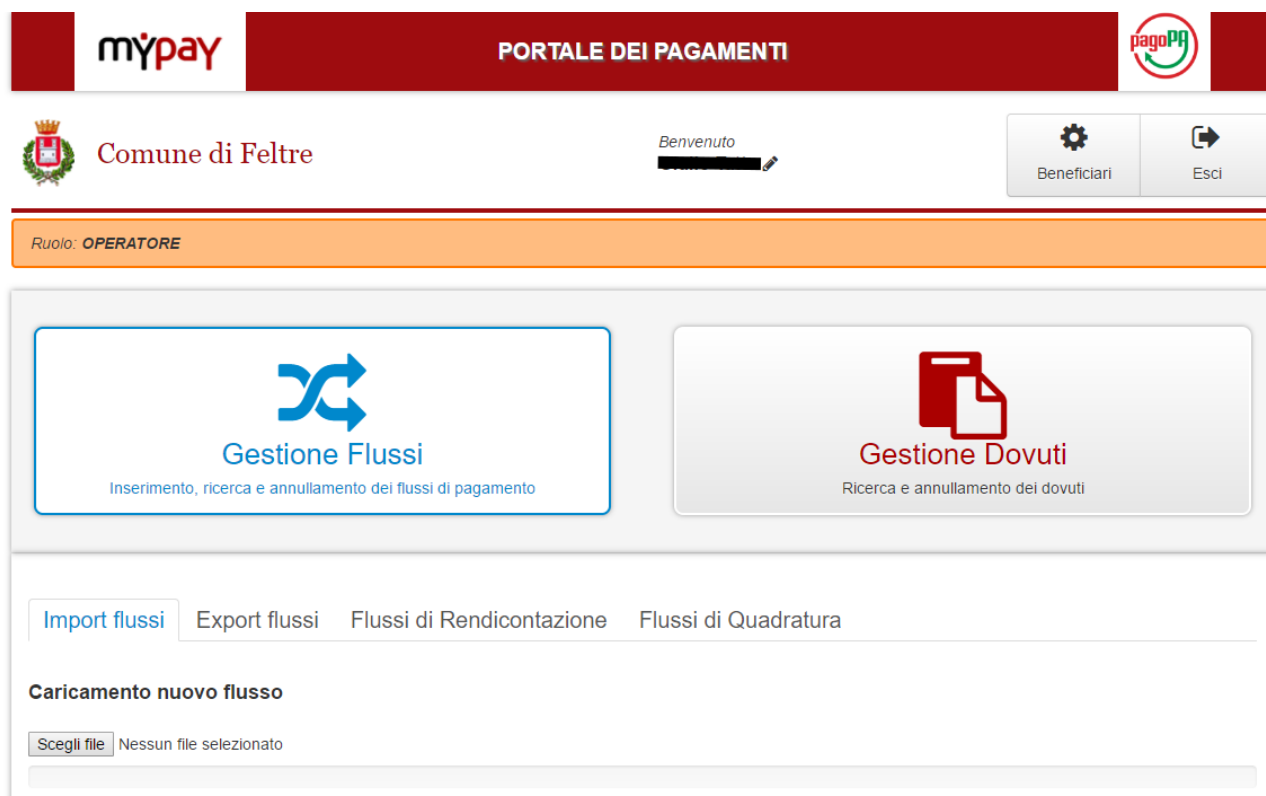 mypay
PORTALE DEI PAGAMENTI
pagoPA
Comune di Feltre
Benvenuto
Beneficiari
Esci
Ruolo: OPERATORE
Gestione Flussi
Inserimento, ricerca e annullamento dei flussi di pagamento
Gestione Dovuti
Ricerca e annullamento dei dovuti
Import flussi Export flussi Flussi di Rendicontazione Flussi di Quadratura
Caricamento nuovo flusso
Scegli file Nessun file selezionato